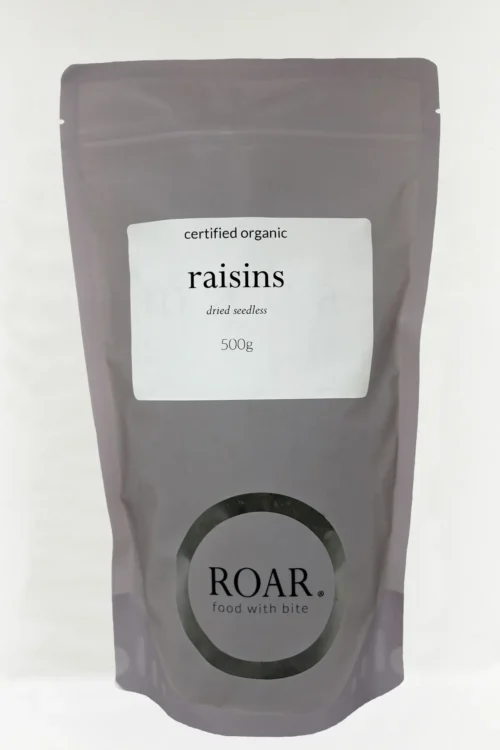 certified organic
raisins
dried seedless
500g
ROAR®
food with bite